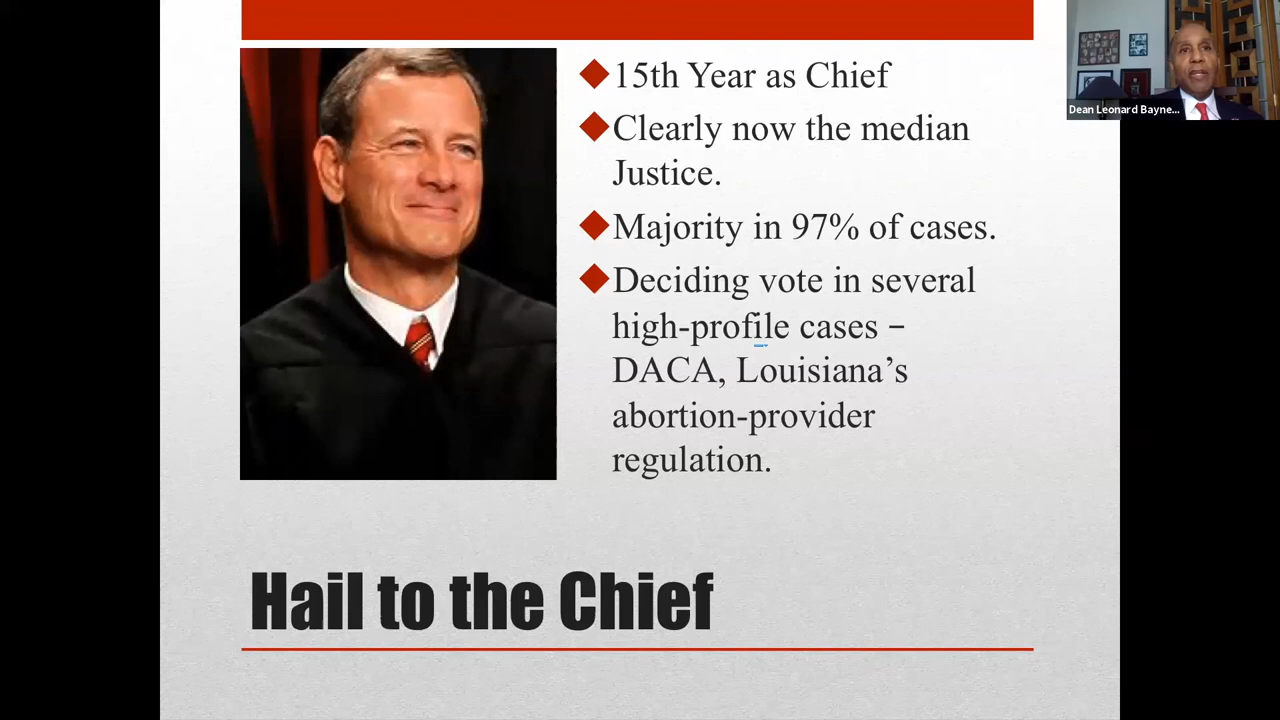 15th Year as Chief
Clearly now the median
Justice.
Majority in 97% of cases.
Deciding vote in several
high-profile cases –
DACA, Louisiana’s
abortion-provider
regulation.
Hail to the Chief
Dean Leonard Bayne...